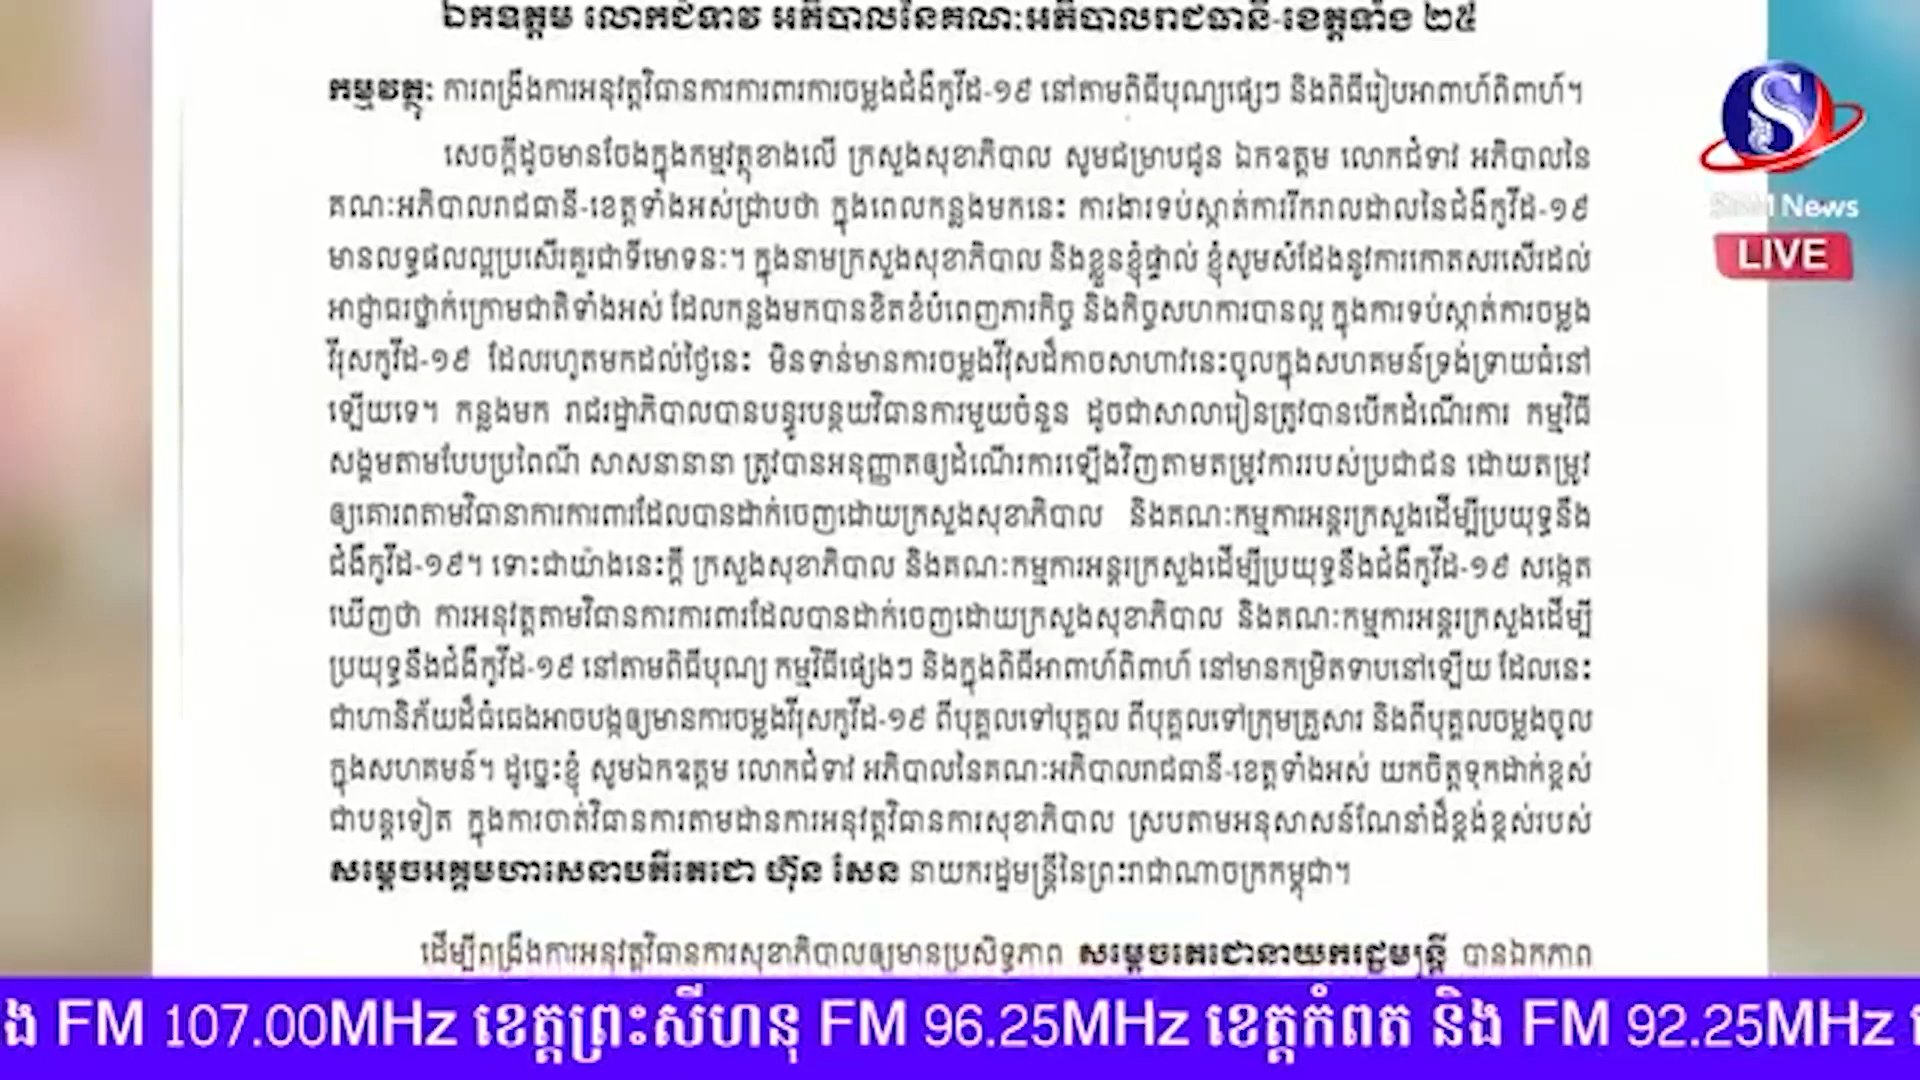 ឯកឧត្តម លោកជំទាវ អភិបាលនៃគណៈអភិបាលរាជធានី-ខេត្តទាំង ២៥
កម្មវត្ថុ: ការពង្រឹងការអនុវត្តវិធានការការពារការចម្លងជំងឺកូវីដ-១៩ នៅតាមពិធីបុណ្យផ្សេៗ និងពិធីរៀបអាពាហ៍ពិពាហ៍។
សេចក្ដីដូចមានចែងក្នុងកម្មវត្ថុខាងលើ ក្រសួងសុខាភិបាល សូមជម្រាបជូន ឯកឧត្តម លោកជំទាវ អភិបាលនៃ
គណៈអភិបាលរាជធានី-ខេត្តទាំងអស់ជ្រាបថា ក្នុងពេលកន្លងមកនេះ ការងារទប់ស្កាត់ការរីករាលដាលនៃជំងឺកូវីដ-១៩
មានលទ្ធផលល្អប្រសើរគួរជាទីមោទនៈ។ ក្នុងនាមក្រសួងសុខាភិបាល និងខ្លួនខ្ញុំផ្ទាល់ ខ្ញុំសូមសំដែងនូវការកោតសរសើរដល់
អាជ្ញាធរថ្នាក់ក្រោមជាតិទាំងអស់ ដែលកន្លងមកបានខិតខំបំពេញភារកិច្ច និងកិច្ចសហការបានល្អ ក្នុងការទប់ស្កាត់ការចម្លង
វីរុសកូវីដ-១៩ ដែលរហូតមកដល់ថ្ងៃនេះ មិនទាន់មានការចម្លងវីរុសដ៏កាចសាហាវនេះចូលក្នុងសហគមន៍ទ្រង់ទ្រាយធំនៅ
ឡើយទេ។ កន្លងមក រាជរដ្ឋាភិបាលបានបន្ធូរបន្ថយវិធានការមួយចំនួន ដូចជាសាលារៀនត្រូវបានបើកដំណើរការ កម្មវិធី
សង្គមតាមបែបប្រពៃណី សាសនានានា ត្រូវបានអនុញ្ញាតឲ្យដំណើរការឡើងវិញតាមតម្រូវការរបស់ប្រជាជន ដោយតម្រូវ
ឲ្យគោរពតាមវិធានាការការពារដែលបានដាក់ចេញដោយក្រសួងសុខាភិបាល និងគណៈកម្មការអន្តរក្រសួងដើម្បីប្រយុទ្ធនឹង
ជំងឺកូវីដ-១៩។ ទោះជាយ៉ាងនេះក្ដី ក្រសួងសុខាភិបាល និងគណៈកម្មការអន្តរក្រសួងដើម្បីប្រយុទ្ធនឹងជំងឺកូវីដ-១៩ សង្កេត
ឃើញថា ការអនុវត្តតាមវិធានការការពារដែលបានដាក់ចេញដោយក្រសួងសុខាភិបាល និងគណៈកម្មការអន្តរក្រសួងដើម្បី
ប្រយុទ្ធនឹងជំងឺកូវីដ-១៩ នៅតាមពិធីបុណ្យ កម្មវិធីផ្សេងៗ និងក្នុងពិធីអាពាហ៍ពិពាហ៍ នៅមានកម្រិតទាបនៅឡើយ ដែលនេះ
ជាហានិភ័យដ៏ធំធេងអាចបង្កឲ្យមានការចម្លងវីរុសកូវីដ-១៩ ពីបុគ្គលទៅបុគ្គល ពីបុគ្គលទៅក្រុមគ្រួសារ និងពីបុគ្គលចម្លងចូល
ក្នុងសហគមន៍។ ដូច្នេះខ្ញុំ សូមឯកឧត្តម លោកជំទាវ អភិបាលនៃគណៈអភិបាលរាជធានី-ខេត្តទាំងអស់ យកចិត្តទុកដាក់ខ្ពស់
ជាបន្តទៀត ក្នុងការចាត់វិធានការតាមដានការអនុវត្តវិធានការសុខាភិបាល ស្របតាមអនុសាសន៍ណែនាំដ៏ខ្ពង់ខ្ពស់របស់
សម្ដេចអគ្គមហាសេនាបតីតេជោ ហ៊ុន សែន នាយករដ្ឋមន្ត្រីនៃព្រះរាជាណាចក្រកម្ពុជា។
ដើម្បីពង្រឹងការអនុវត្តវិធានការសុខាភិបាលឲ្យមានប្រសិទ្ធភាព សម្ដេចតេជោនាយករដ្ឋមន្ត្រី បានឯកភាព
S
News
LIVE
ង FM 107.00MHz ខេត្តព្រះសីហនុ FM 96.25MHz ខេត្តកំពត និង FM 92.25MHz